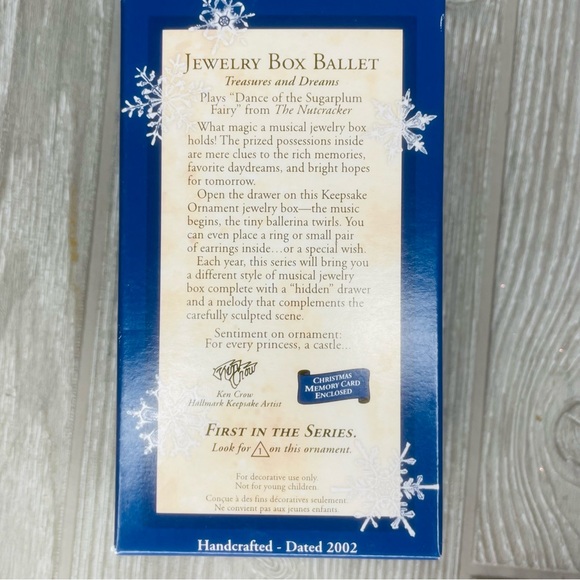 JEWELRY BOX BALLET
Treasures and Dreams
Plays “Dance of the Sugarplum
Fairy” from The Nutcracker
What magic a musical jewelry box
holds! The prized possessions inside
are mere clues to the rich memories,
favorite daydreams, and bright hopes
for tomorrow.
Open the drawer on this Keepsake
Ornament jewelry box—the music
begins, the tiny ballerina twirls. You
can even place a ring or small pair
of earrings inside...or a special wish.
Each year, this series will bring you
a different style of musical jewelry
box complete with a “hidden” drawer
and a melody that complements the
carefully sculpted scene.
Sentiment on ornament:
For every princess, a castle...
Ken Crow
Ken Crow
Hallmark Keepsake Artist
CHRISTMAS
MEMORY CARD
ENCLOSED
FIRST IN THE SERIES.
Look for 1 on this ornament.
For decorative use only.
Not for young children.
Conçue à des fins décoratives seulement.
Ne convient pas aux jeunes enfants.
Handcrafted - Dated 2002